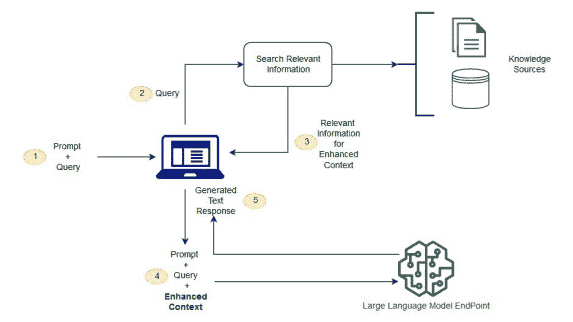 Search Relevant
Information
Knowledge
Sources
2 Query
1
Prompt
+
Query
3
Relevant
Information
for
Enhanced
Context
Generated
Text
Response
5
4
Prompt
+
Query
+
Enhanced
Context
Large Language Model EndPoint